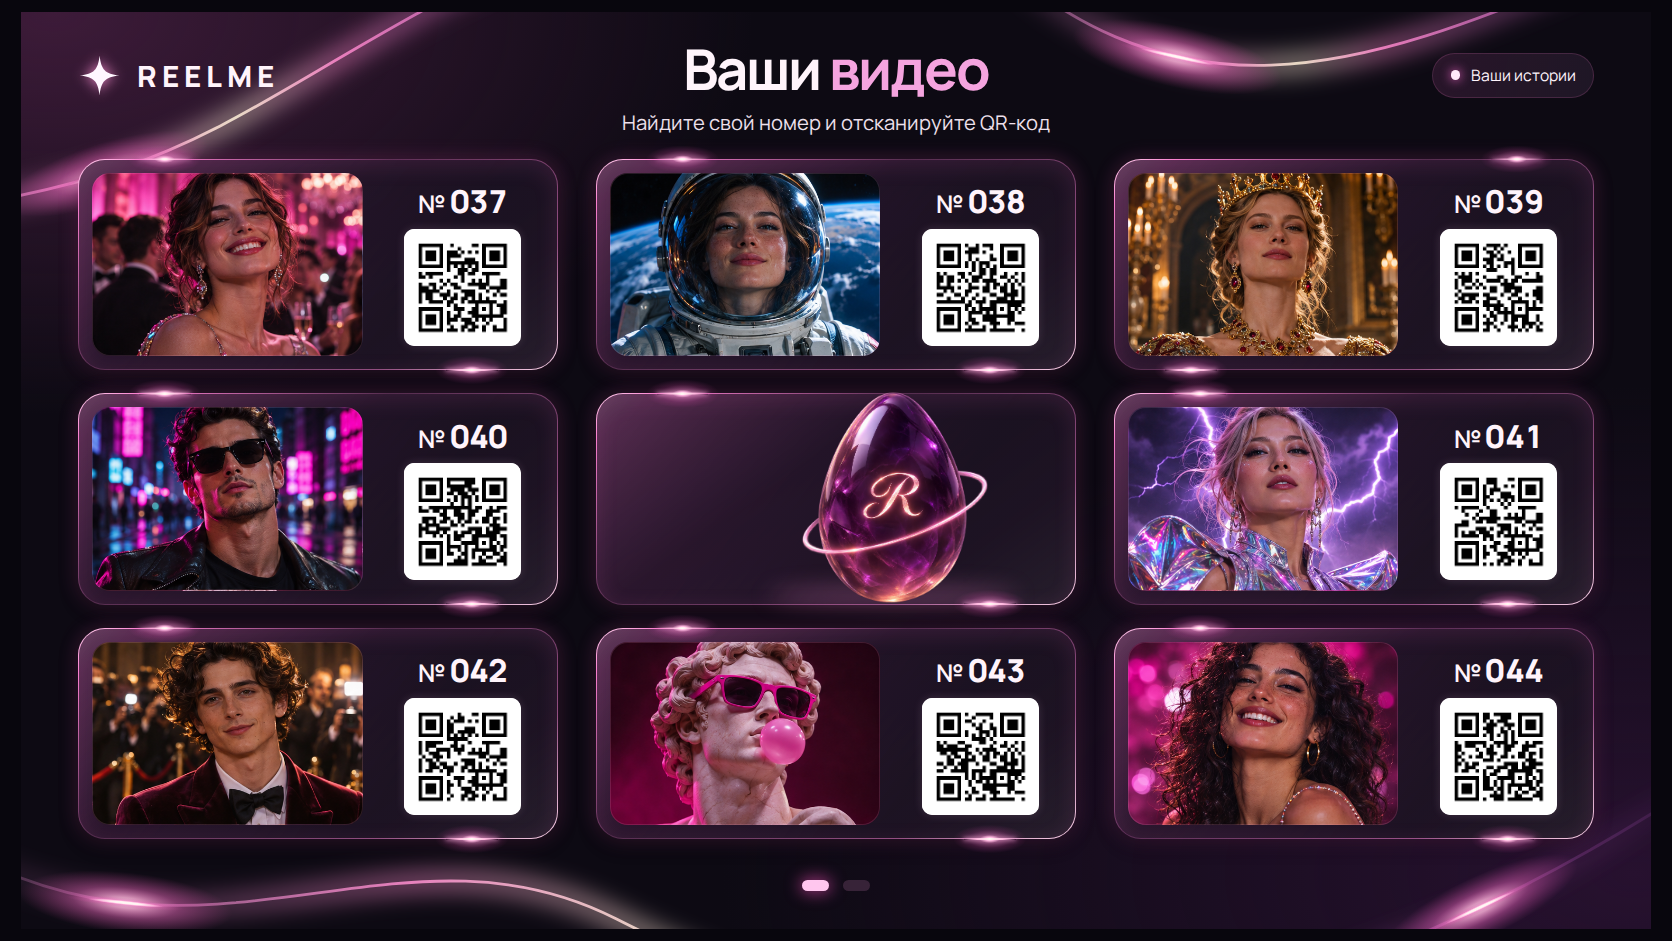 REELME
Ваши видео
Найдите свой номер и отсканируйте QR-код
Ваши истории
№ 037
№ 038
№ 039
№ 040
R
№ 041
№ 042
№ 043
№ 044